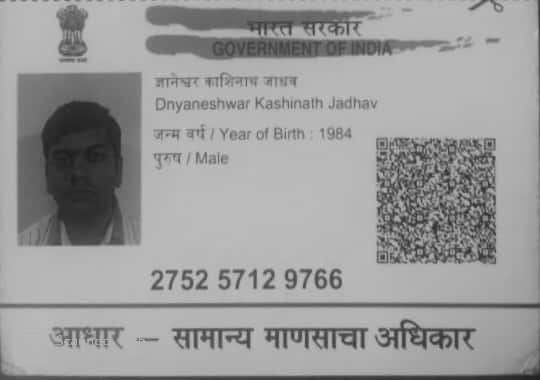 भारत सरकार
GOVERNMENT OF INDIA
ज्ञानेश्वर काशिनाथ जाधव
Dnyaneshwar Kashinath Jadhav
जन्म वर्ष / Year of Birth : 1984
पुरुष / Male
2752 5712 9766
आधार — सामान्य माणसाचा अधिकार